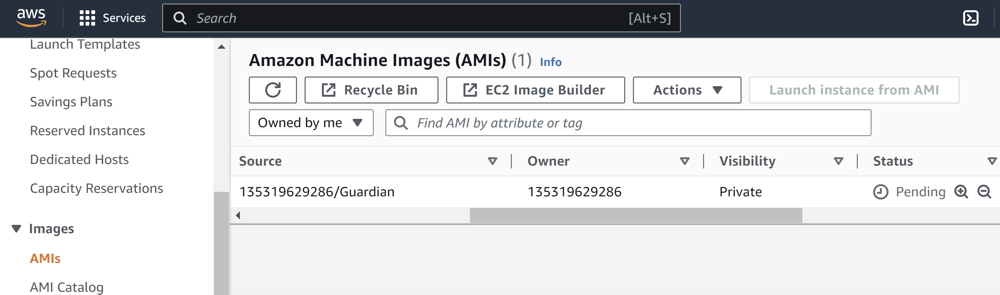 aws
Services
Search
[Alt+S]
Launch Templates
Spot Requests
Savings Plans
Reserved Instances
Dedicated Hosts
Capacity Reservations
Images
AMIs
AMI Catalog
Amazon Machine Images (AMIs) (1) Info
Recycle Bin
EC2 Image Builder
Actions
Launch instance from AMI
Owned by me
Find AMI by attribute or tag
Source Owner Visibility Status
135319629286/Guardian 135319629286 Private Pending